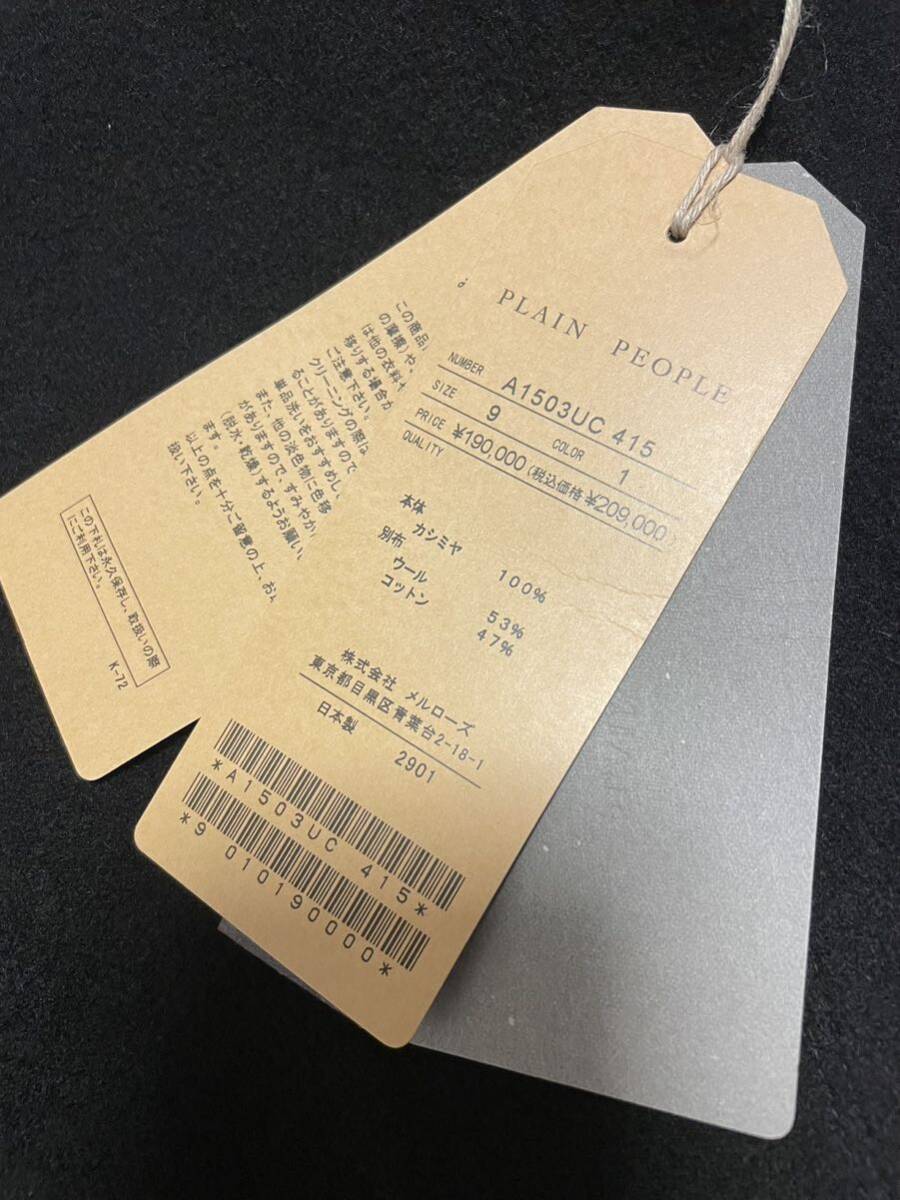 PLAIN PEOPLE
NUMBER A1503UC 415
SIZE 9 COLOR 1
PRICE ¥190,000 (税込価格 ¥209,000)
QUALITY
本体
カシミヤ 100%
別布
ウール 53%
コットン 47%
株式会社 メルローズ
東京都目黒区青葉台2-18-1
日本製 2901
*A1503UC 415*
*9 010190000*
この商品
の薬
は他の衣料
移りする場合が
ご注意下さい。
クリーニングの際は
ることがありますので
単品洗いをおすすめし、
また、他の淡色物に色移
がありますので、すみやか
(脱水・乾燥)するようお願い
ます。
以上の点を十分ご留意の上、お
扱い下さい。
この下札は永久保存し、取扱いの際
にご利用下さい。
K-72